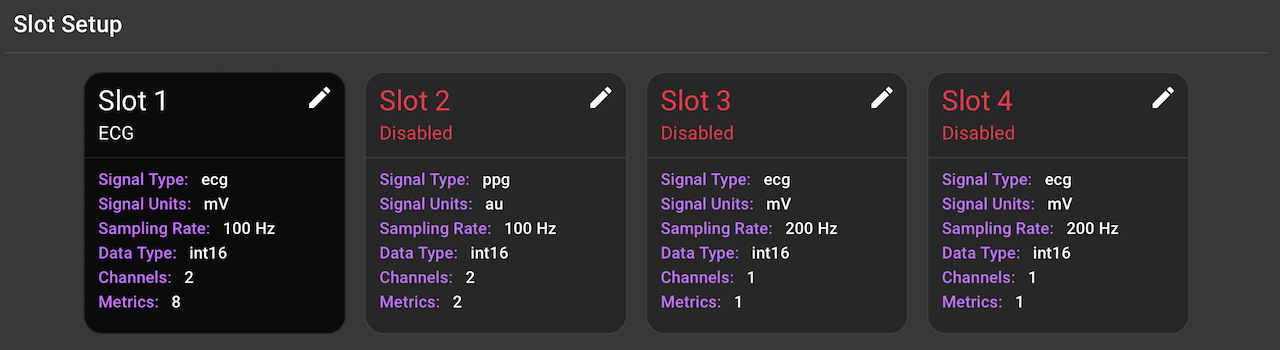 Slot Setup
Slot 1
ECG
Signal Type: ecg
Signal Units: mV
Sampling Rate: 100 Hz
Data Type: int16
Channels: 2
Metrics: 8
Slot 2
Disabled
Signal Type: ppg
Signal Units: au
Sampling Rate: 100 Hz
Data Type: int16
Channels: 2
Metrics: 2
Slot 3
Disabled
Signal Type: ecg
Signal Units: mV
Sampling Rate: 200 Hz
Data Type: int16
Channels: 1
Metrics: 1
Slot 4
Disabled
Signal Type: ecg
Signal Units: mV
Sampling Rate: 200 Hz
Data Type: int16
Channels: 1
Metrics: 1